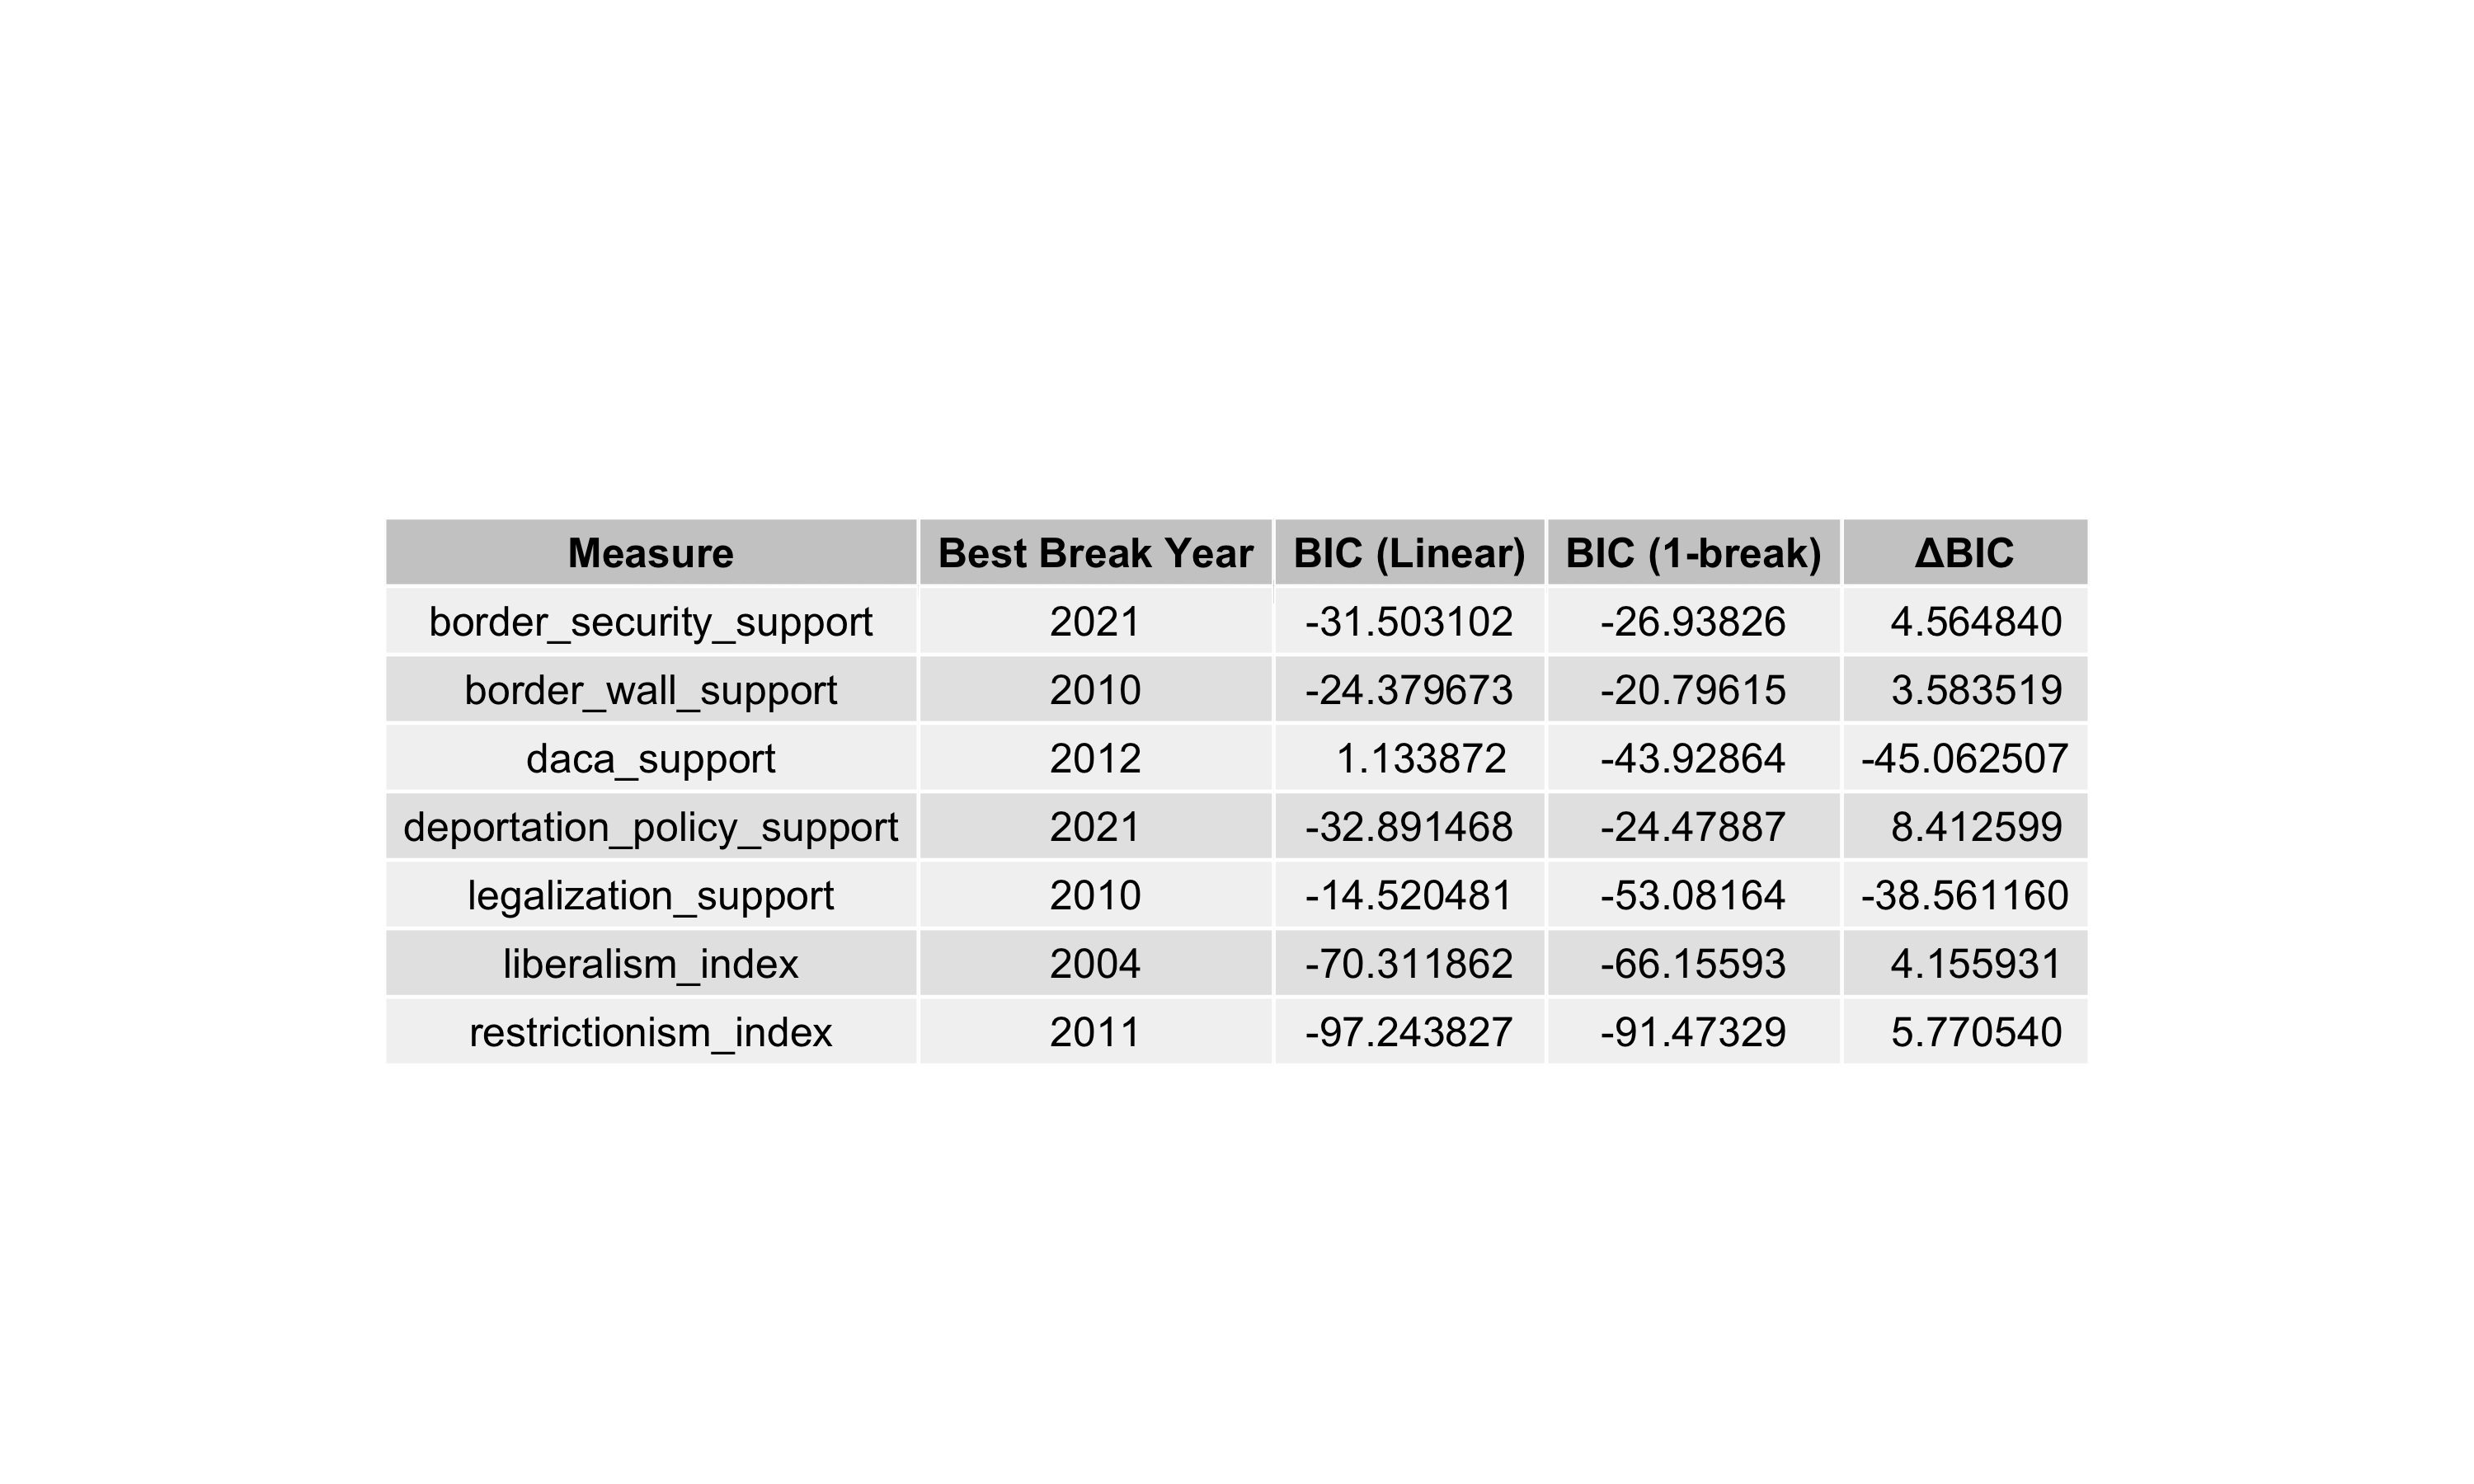 Measure Best Break Year BIC (Linear) BIC (1-break) ΔBIC
border_security_support 2021 -31.503102 -26.93826 4.564840
border_wall_support 2010 -24.379673 -20.79615 3.583519
daca_support 2012 1.133872 -43.92864 -45.062507
deportation_policy_support 2021 -32.891468 -24.47887 8.412599
legalization_support 2010 -14.520481 -53.08164 -38.561160
liberalism_index 2004 -70.311862 -66.15593 4.155931
restrictionism_index 2011 -97.243827 -91.47329 5.770540